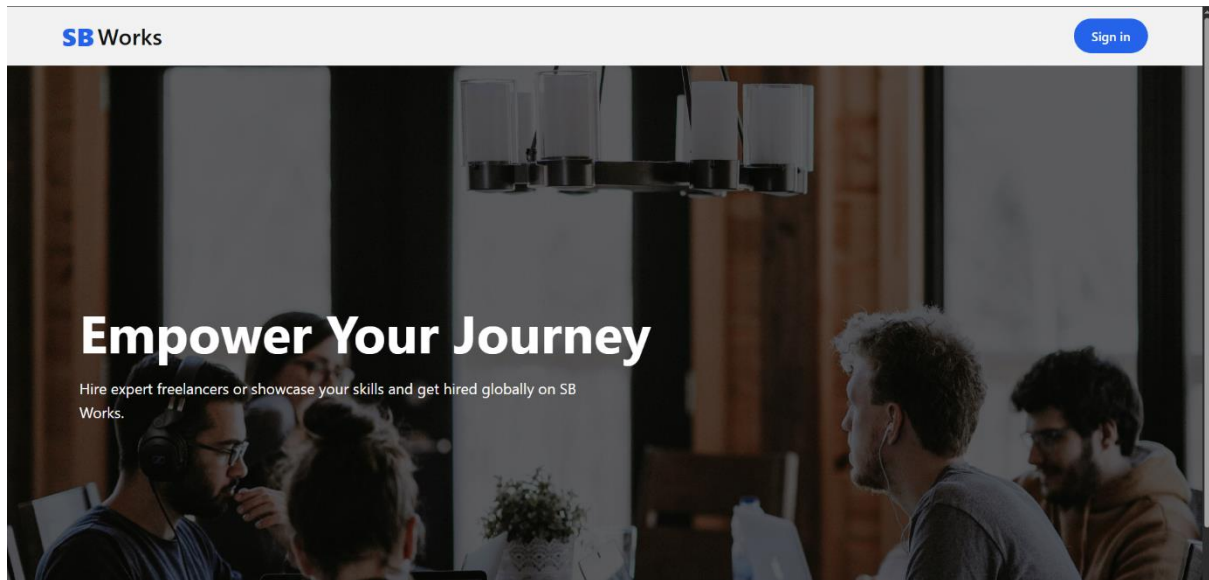 SB Works
Sign in
Empower Your Journey
Hire expert freelancers or showcase your skills and get hired globally on SB
Works.